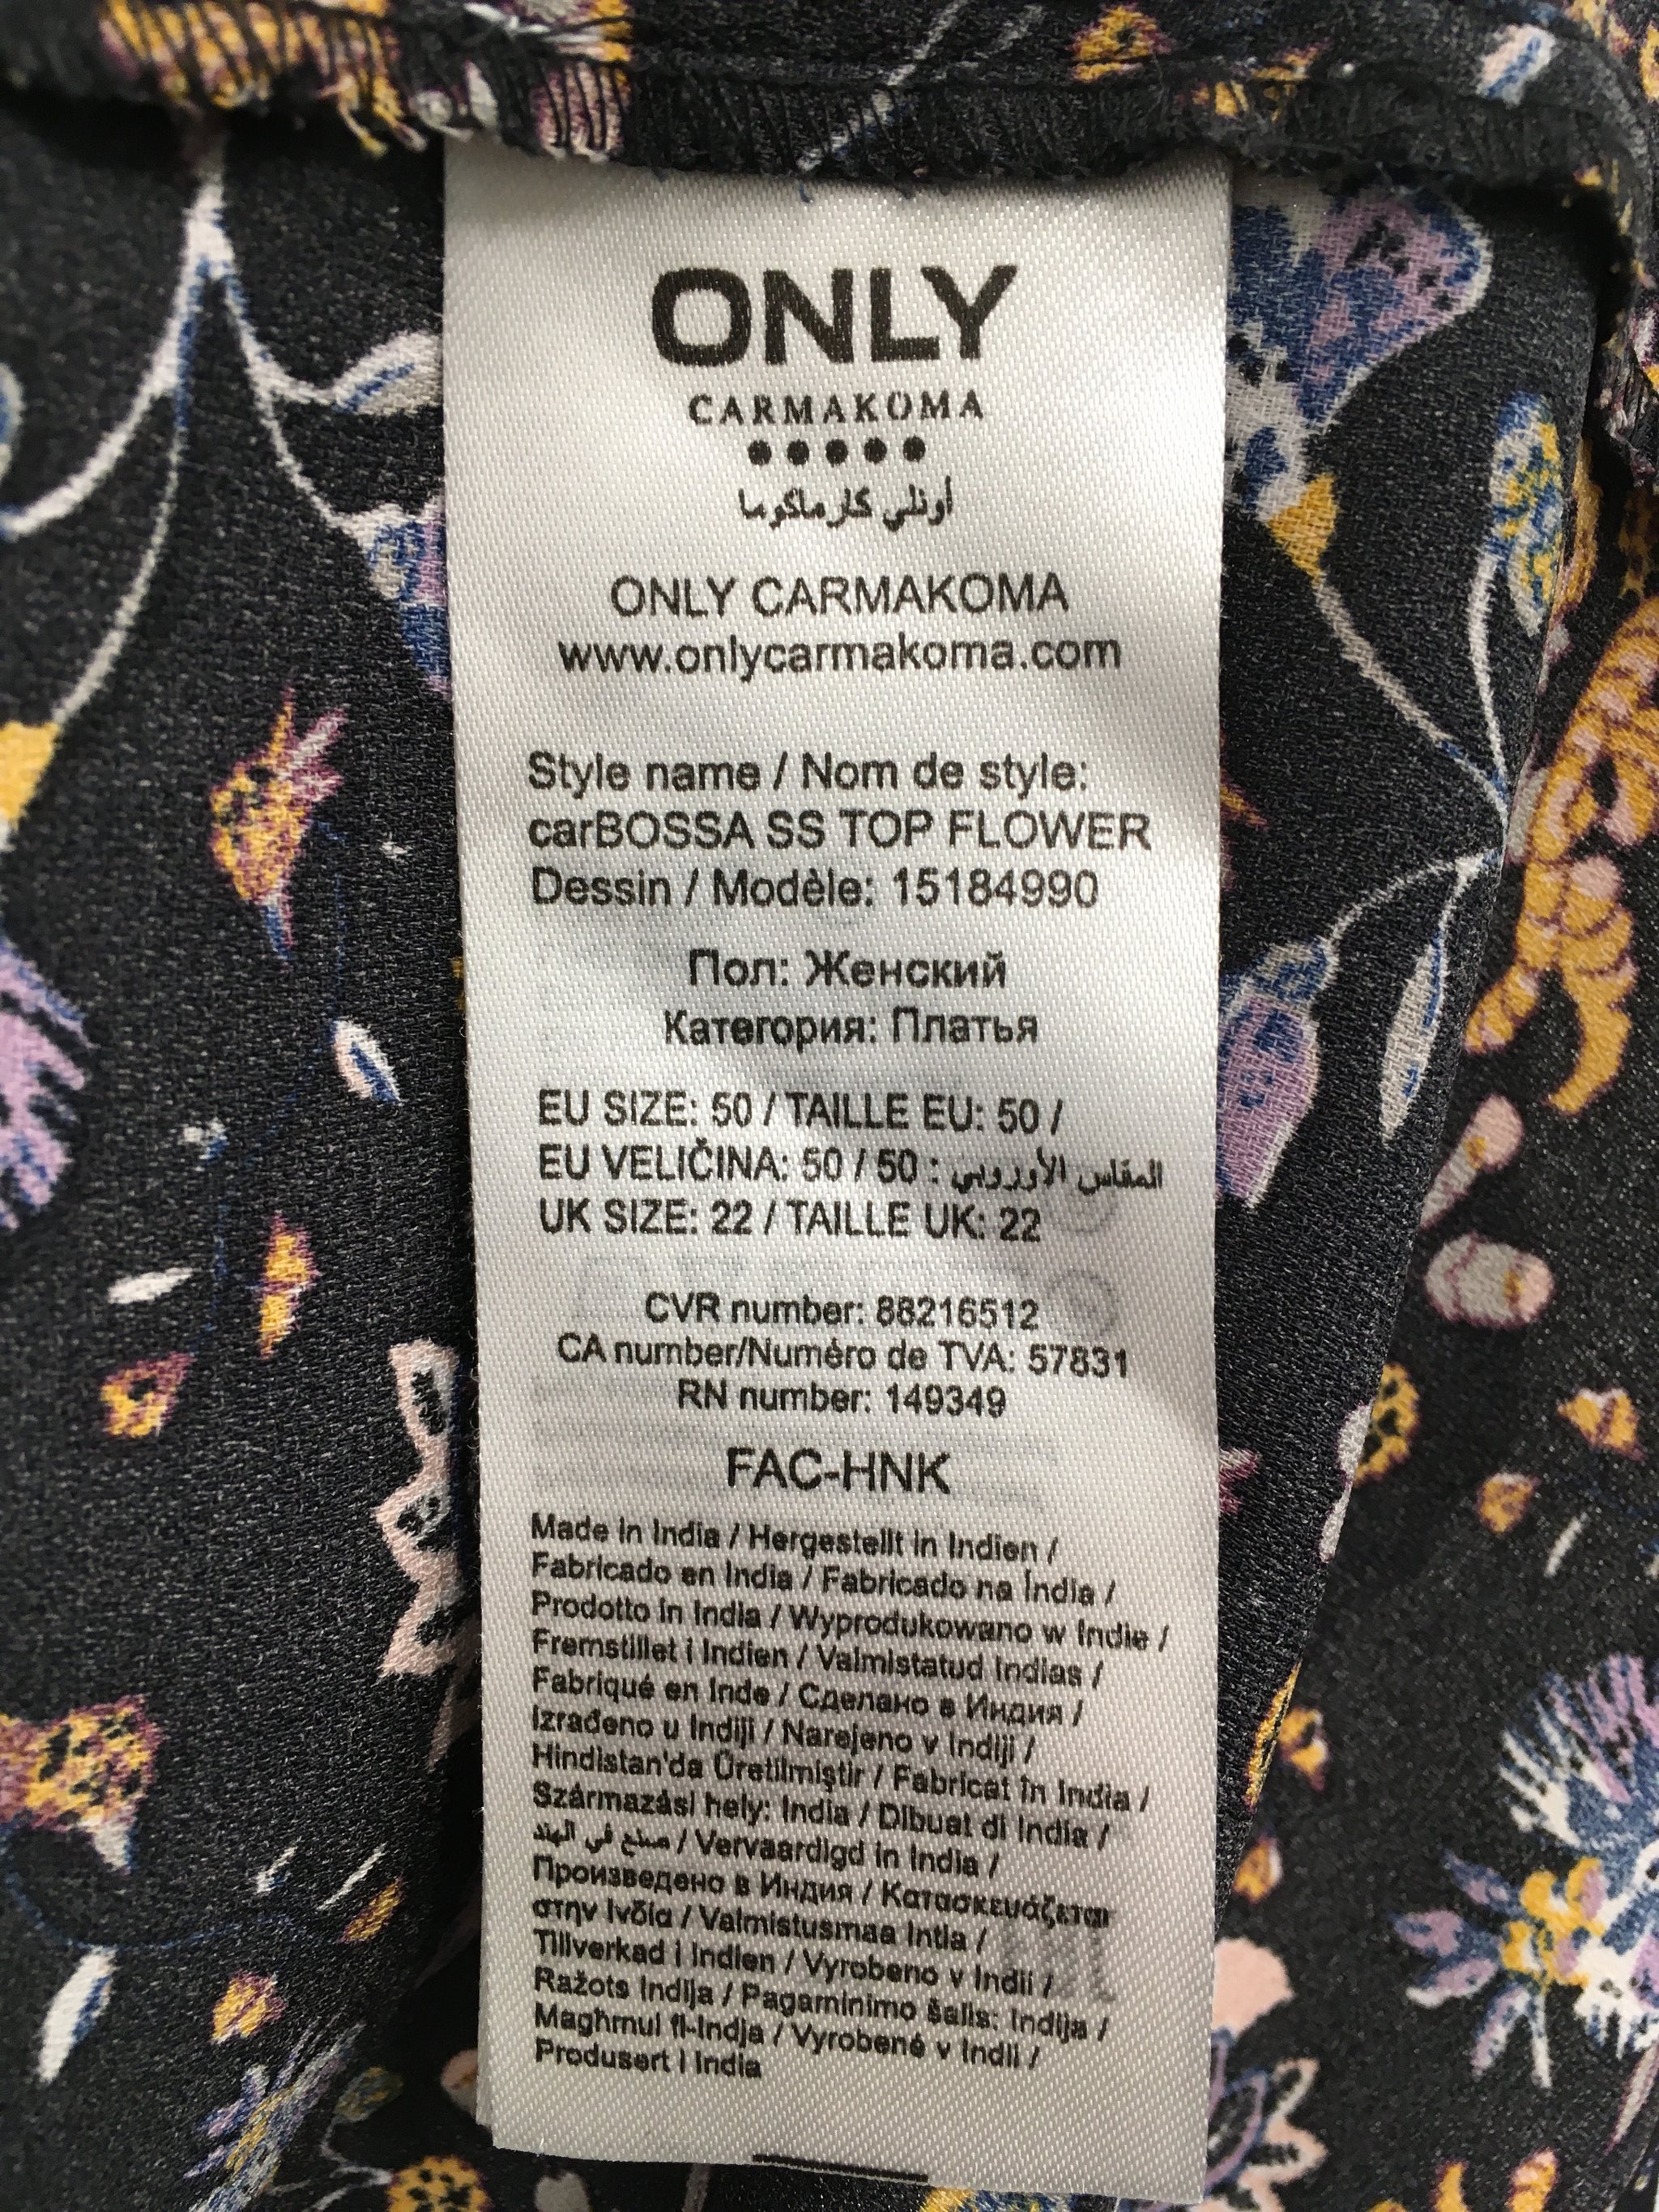 ONLY
CARMAKOMA
أونلي كارماكوما
ONLY CARMAKOMA
www.onlycarmakoma.com
Style name / Nom de style:
carBOSSA SS TOP FLOWER
Dessin / Modèle: 15184990
Пол: Женский
Категория: Платья
EU SIZE: 50 / TAILLE EU: 50 /
EU VELIČINA: 50 / 50 : المقاس الأوروبي
UK SIZE: 22 / TAILLE UK: 22
CVR number: 88216512
CA number/Numéro de TVA: 57831
RN number: 149349
FAC-HNK
Made in India / Hergestellt in Indien /
Fabricado en India / Fabricado na Índia /
Prodotto in India / Wyprodukowano w Indie /
Fremstillet i Indien / Valmistatud Indias /
Fabriqué en Inde / Сделано в Индия /
Izrađeno u Indiji / Narejeno v Indiji /
Hindistan'da Üretilmiştir / Fabricat în India /
Származási hely: India / Dibuat di India /
صنع في الهند / Vervaardigd in India /
Произведено в Индия / Κατασκευάζεται
στην Ινδία / Valmistusmaa Intia /
Tillverkad i Indien / Vyrobeno v Indii /
Ražots Indija / Pagaminimo šalis: Indija /
Magħmul fl-Indja / Vyrobené v Indii /
Produsert i India